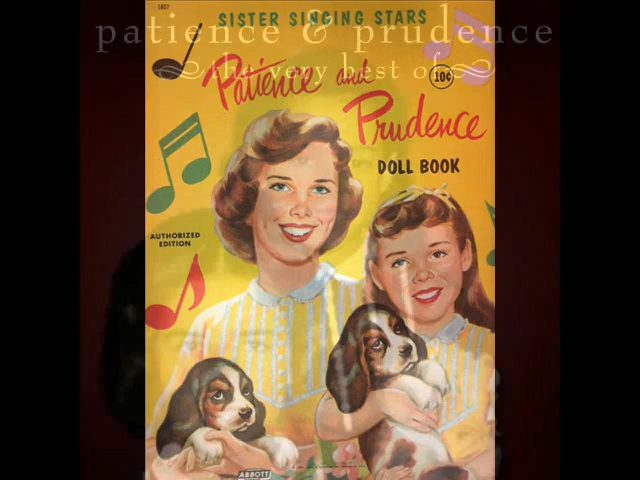 1807
SISTER SINGING STARS
patience & prudence
the very best of
10¢
Patience and
Prudence
DOLL BOOK
AUTHORIZED
EDITION
ABBOTT